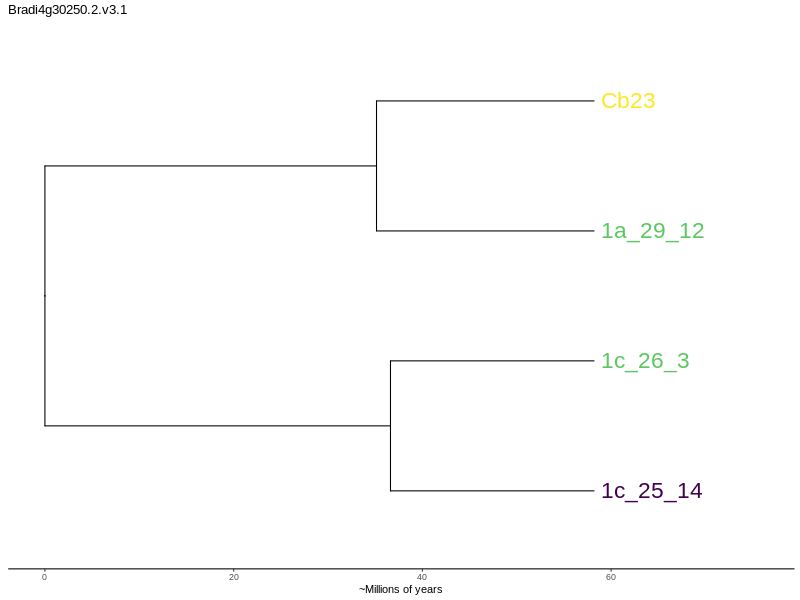 Bradi4g30250.2.v3.1
Cb23
1a_29_12
1c_26_3
1c_25_14
0 20 40 60
~Millions of years